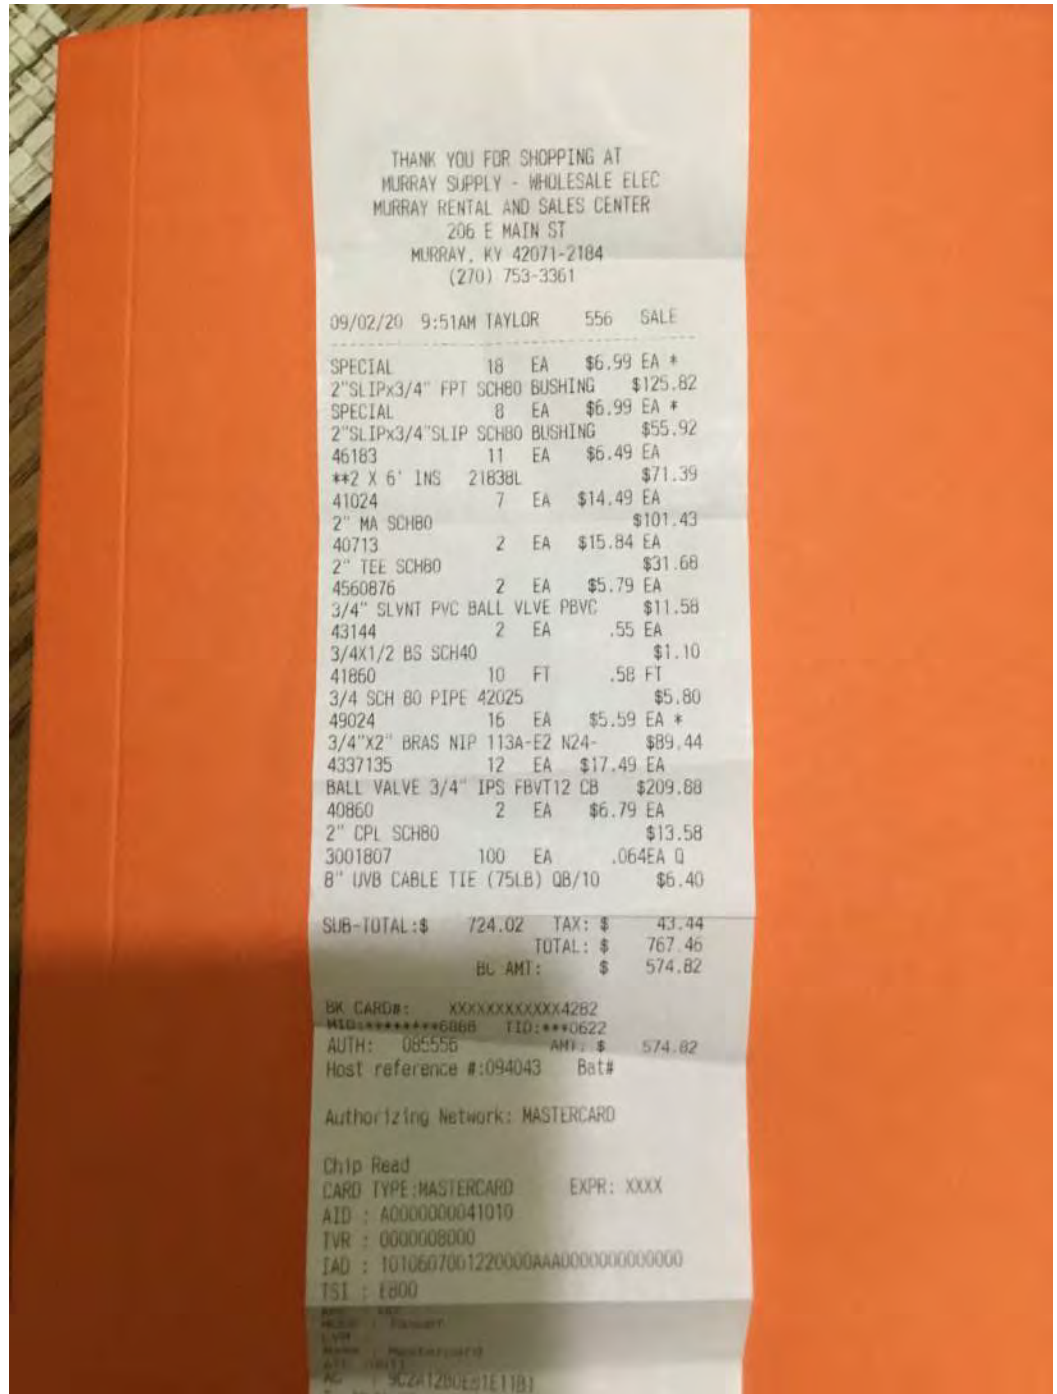 THANK YOU FOR SHOPPING AT
MURRAY SUPPLY - WHOLESALE ELEC
MURRAY RENTAL AND SALES CENTER
206 E MAIN ST
MURRAY, KY 42071-2184
(270) 753-3361
09/02/20 9:51AM TAYLOR 556 SALE
SPECIAL 18 EA $6.99 EA *
2"SLIPx3/4" FPT SCH80 BUSHING $125.82
SPECIAL 8 EA $6.99 EA *
2"SLIPx3/4"SLIP SCH80 BUSHING $55.92
46183 11 EA $6.49 EA
**2 X 6' INS 21838L $71.39
41024 7 EA $14.49 EA
2" MA SCH80 $101.43
40713 2 EA $15.84 EA
2" TEE SCH80 $31.68
4560876 2 EA $5.79 EA
3/4" SLVNT PVC BALL VLVE PBVC $11.58
43144 2 EA .55 EA
3/4X1/2 BS SCH40 $1.10
41860 10 FT .58 FT
3/4 SCH 80 PIPE 42025 $5.80
49024 16 EA $5.59 EA *
3/4"X2" BRAS NIP 113A-E2 N24- $89.44
4337135 12 EA $17.49 EA
BALL VALVE 3/4" IPS FBVT12 CB $209.88
40860 2 EA $6.79 EA
2" CPL SCH80 $13.58
3001807 100 EA .064EA Q
8" UVB CABLE TIE (75LB) QB/10 $6.40
SUB-TOTAL:$ 724.02 TAX: $ 43.44
TOTAL: $ 767.46
BC AMT: $ 574.82
BK CARD#: XXXXXXXXXXXX4282
MID:********6888 TID:***0622
AUTH: 085556 AMT: $ 574.82
Host reference #:094043 Bat#
Authorizing Network: MASTERCARD
Chip Read
CARD TYPE:MASTERCARD EXPR: XXXX
AID : A0000000041010
TVR : 0000008000
IAD : 1010607001220000AAA0000000000000
TSI : E800
Name : Mastercard